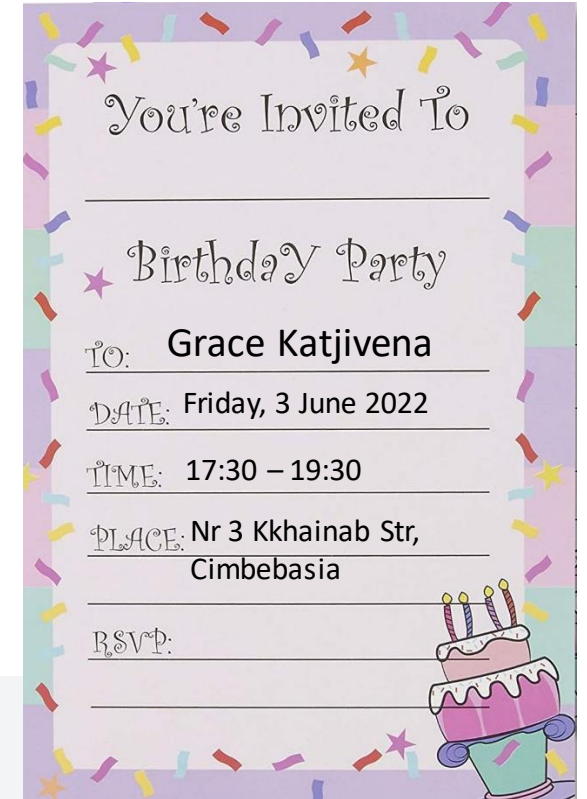 You're Invited To
BirthdaY Party
TO: Grace Katjivena
DATE: Friday, 3 June 2022
TIME: 17:30 – 19:30
PLACE: Nr 3 Kkhainab Str,
Cimbebasia
RSVP: